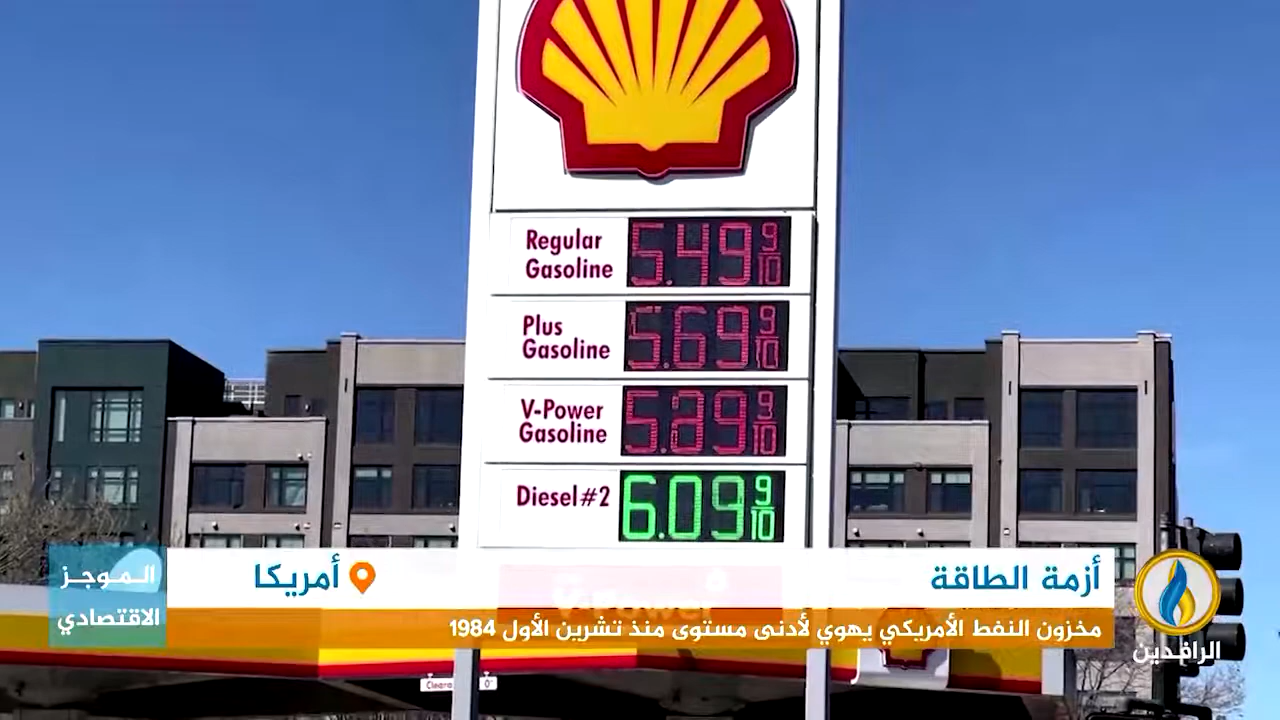 Regular
Gasoline
5.49 9/10
Plus
Gasoline
5.69 9/10
V-Power
Gasoline
9 9/10
Diesel #2
6.09 9/10
أزمة الطاقة
أمريكا
الموجز
الاقتصادي
مخزون النفط الأمريكي يهوي لأدنى مستوى منذ تشرين الأول 1984
الرافدين
V-Power